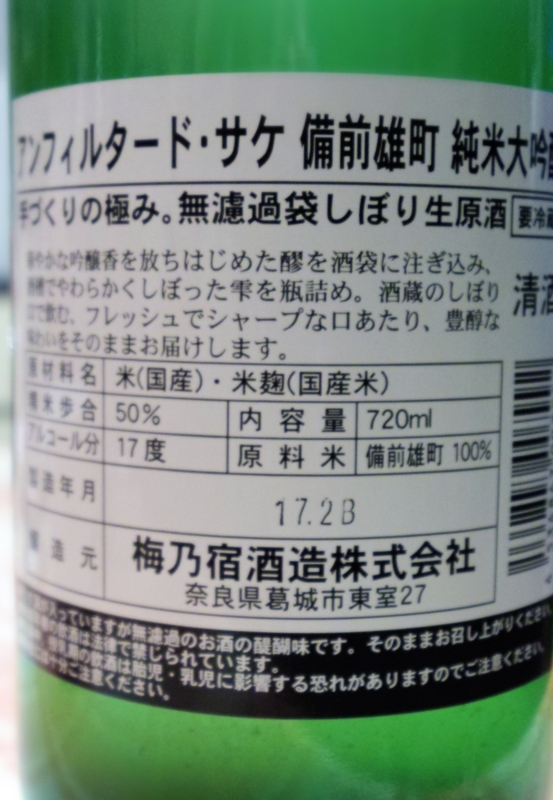 アンフィルタード・サケ 備前雄町 純米大吟
手づくりの極み。無濾過袋しぼり生原酒 要冷
やかな吟醸香を放ちはじめた醪を酒袋に注ぎ込み、
槽でやわらかくしぼった雫を瓶詰め。酒蔵のしぼり
で飲む、フレッシュでシャープな口あたり、豊醇な
味わいをそのままお届けします。
清酒
原材料名 米(国産)・米麹(国産米)
精米歩合 50% 内容量 720ml
アルコール分 17度 原料米 備前雄町 100%
製造年月 17.2B
造元 梅乃宿酒造株式会社
奈良県葛城市東室27
入っていますが無濾過のお酒の醍醐味です。そのままお召し上がりくださ
の飲酒は法律で禁じられています。
の飲酒は胎児・乳児に影響する恐れがありますのでご注意ください。
ご注意ください。